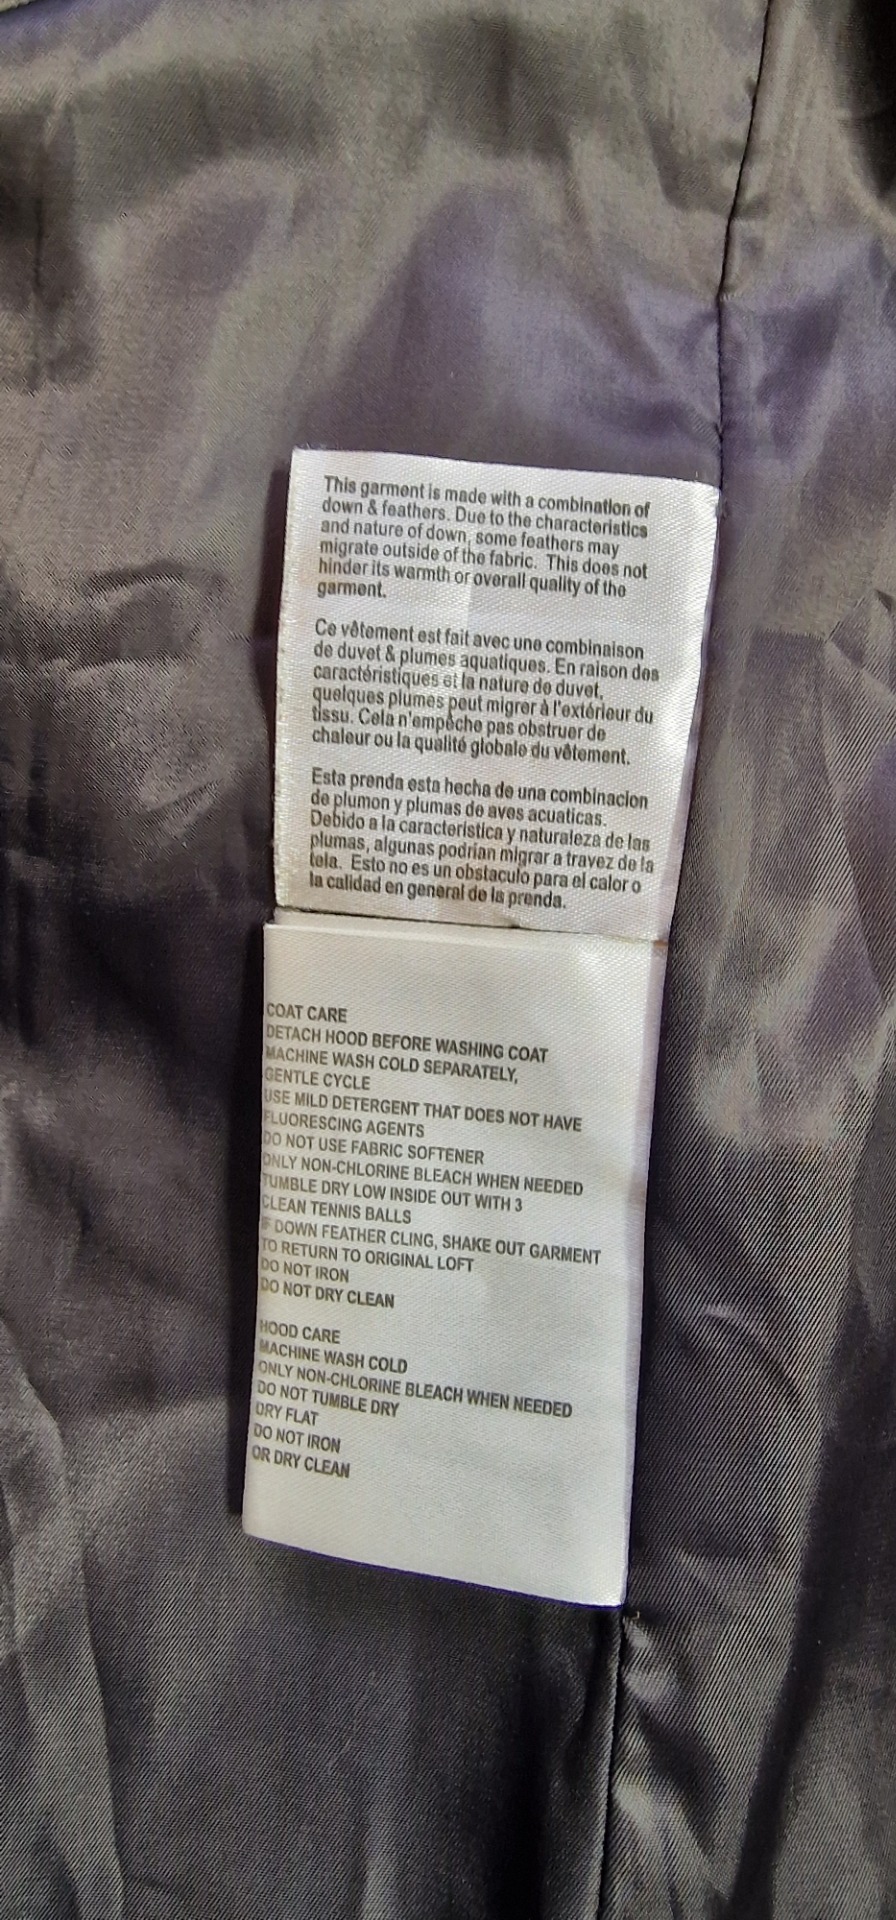 This garment is made with a combination of
down & feathers. Due to the characteristics
and nature of down, some feathers may
migrate outside of the fabric. This does not
hinder its warmth or overall quality of the
garment.
Ce vêtement est fait avec une combinaison
de duvet & plumes aquatiques. En raison des
caractéristiques et la nature de duvet,
quelques plumes peut migrer à l'extérieur du
tissu. Cela n'empêche pas obstruer de
chaleur ou la qualité globale du vêtement.
Esta prenda esta hecha de una combinacion
de plumon y plumas de aves acuaticas.
Debido a la caracteristica y naturaleza de las
plumas, algunas podrian migrar a travez de la
tela. Esto no es un obstaculo para el calor o
la calidad en general de la prenda.
COAT CARE
DETACH HOOD BEFORE WASHING COAT
MACHINE WASH COLD SEPARATELY,
GENTLE CYCLE
USE MILD DETERGENT THAT DOES NOT HAVE
FLUORESCING AGENTS
DO NOT USE FABRIC SOFTENER
ONLY NON-CHLORINE BLEACH WHEN NEEDED
TUMBLE DRY LOW INSIDE OUT WITH 3
CLEAN TENNIS BALLS
IF DOWN FEATHER CLING, SHAKE OUT GARMENT
TO RETURN TO ORIGINAL LOFT
DO NOT IRON
DO NOT DRY CLEAN
HOOD CARE
MACHINE WASH COLD
ONLY NON-CHLORINE BLEACH WHEN NEEDED
DO NOT TUMBLE DRY
DRY FLAT
DO NOT IRON
OR DRY CLEAN